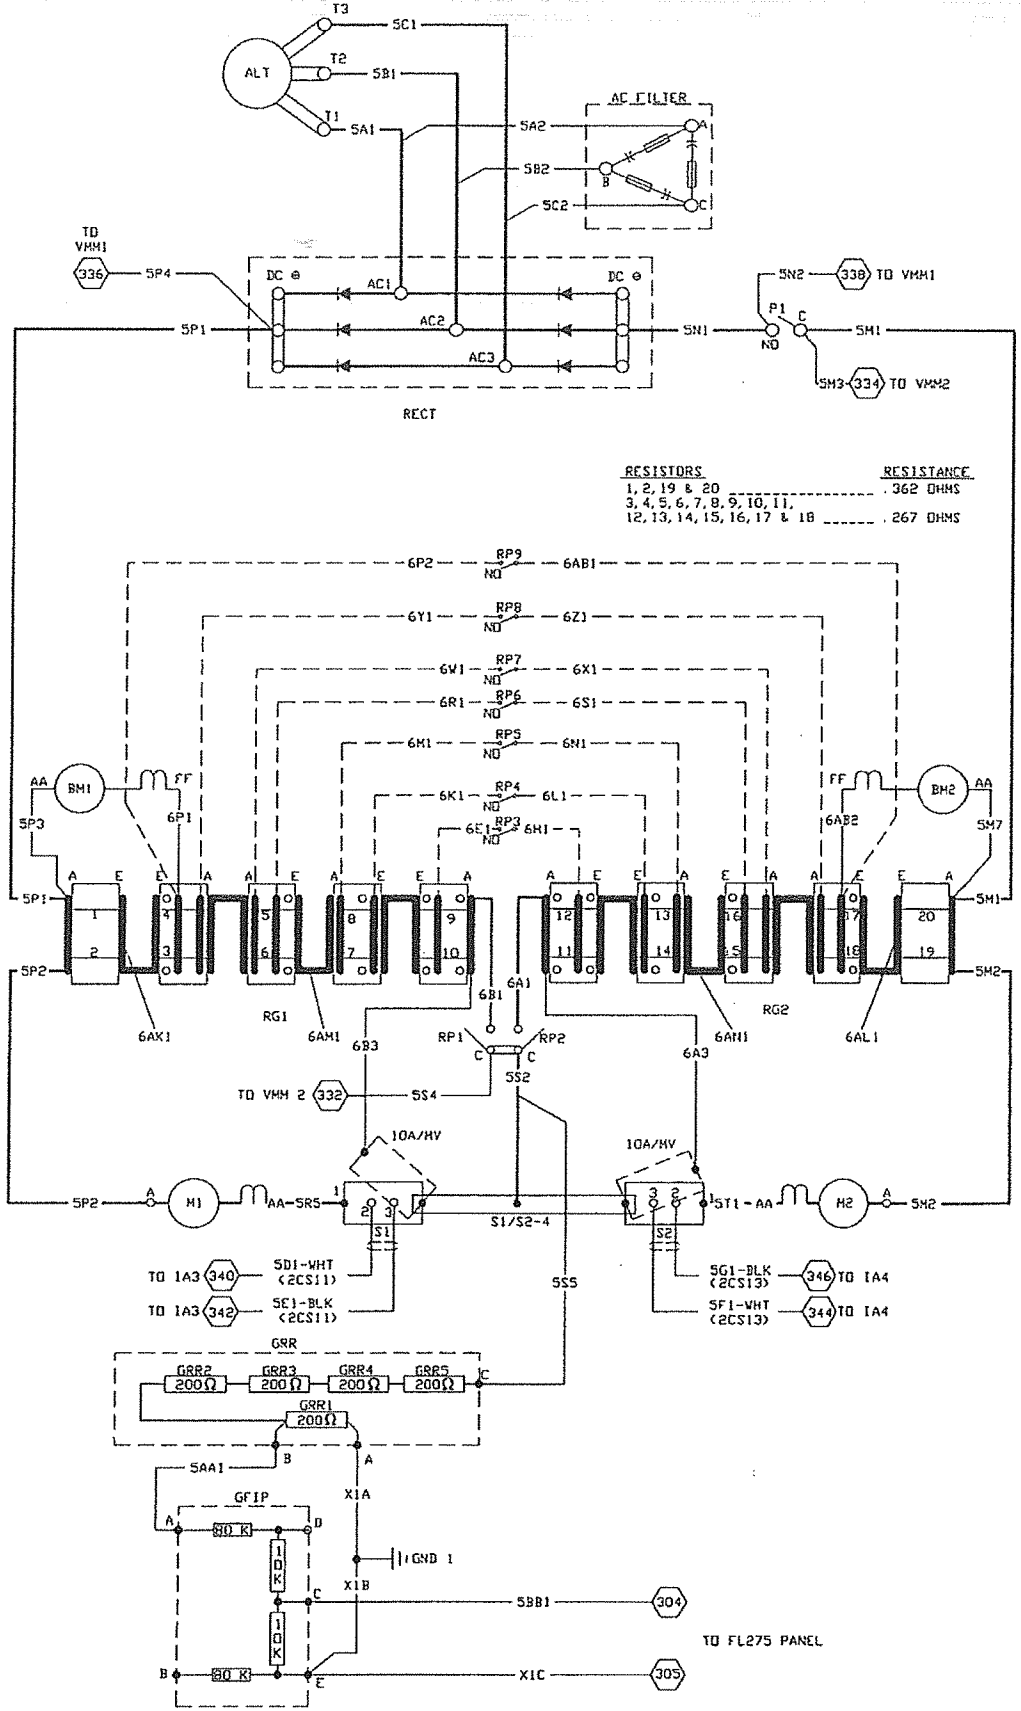 T3
5C1
ALT
T2
5B1
T1
5A1
AC FILTER
5A2
A
5B2
B
5C2
C
TO
VMM1
336
5P4
DC ⊖
AC1
DC ⊖
5N2
338
TO VMM1
5P1
AC2
5N1
P1
C
NO
5M1
AC3
5M3
334
TO VMM2
RECT
RESISTORS
RESISTANCE
1, 2, 19 & 20
.362 OHMS
3, 4, 5, 6, 7, 8, 9, 10, 11,
12, 13, 14, 15, 16, 17 & 18
.267 OHMS
6P2
RP9
NO
6AB1
6Y1
RP8
NO
6Z1
6W1
RP7
NO
6X1
6R1
RP6
NO
6S1
6M1
RP5
NO
6N1
AA
BM1
FF
FF
BM2
AA
6K1
RP4
NO
6L1
5P3
6P1
6E1
RP3
NO
6H1
6AB2
5M7
A E E A A E E A A E A E E A A E E A A E E A
5P1
1
4
5
8
9
12
13
16
17
20
5M1
2
3
6
7
10
11
14
15
18
19
5P2
5M2
6AX1
RG1
6AM1
6B3
6B1
6A1
RP1
RP2
C
C
6A3
6AN1
RG2
6AL1
5S2
TO VMM 2
332
5S4
10A/MV
10A/MV
5P2
A
M1
AA
5R5
1
2
3
S1
S1/S2-4
3
2
S2
1
5T1
AA
M2
A
5M2
TO 1A3
340
5D1-WHT
(2CS11)
5S5
5G1-BLK
(2CS13)
346
TO 1A4
TO 1A3
342
5E1-BLK
(2CS11)
5F1-WHT
(2CS13)
344
TO 1A4
GRR
GRR2
GRR3
GRR4
GRR5
C
200Ω
200Ω
200Ω
200Ω
GRR1
200Ω
B
A
5AA1
GFIP
X1A
A
80 K
D
10K
GND 1
X1B
C
5BB1
304
10K
TO FL275 PANEL
B
80 K
E
X1C
305